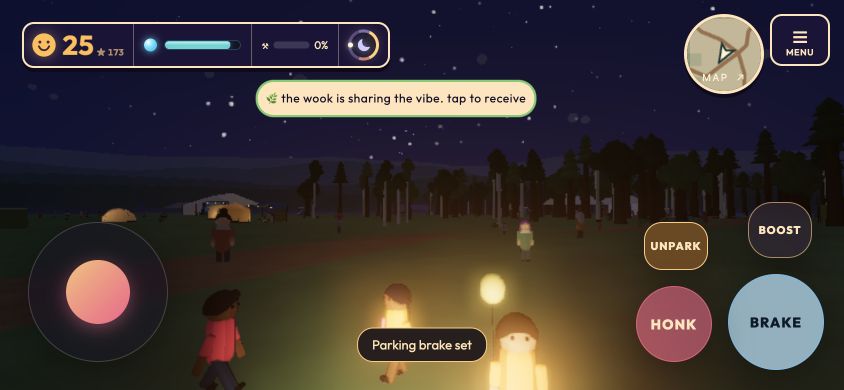 25 ★173
0%
MAP ↗
MENU
🌿 the wook is sharing the vibe. tap to receive
UNPARK
BOOST
HONK
BRAKE
Parking brake set